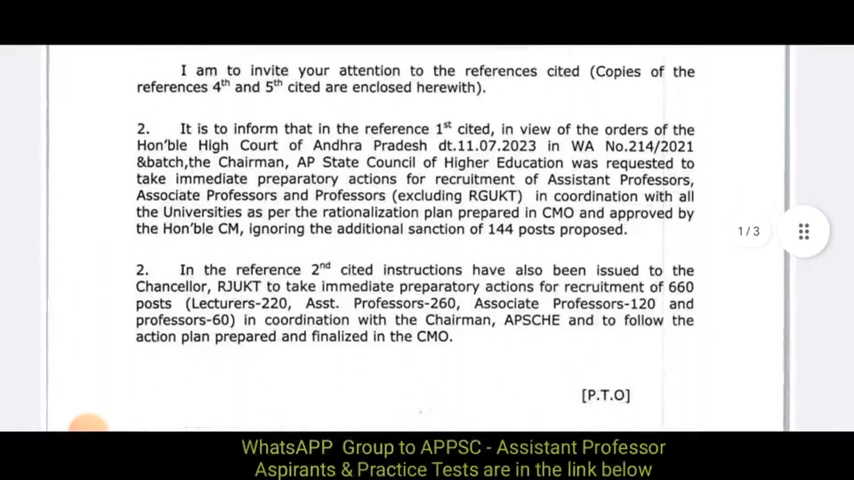 I am to invite your attention to the references cited (Copies of the
references 4th and 5th cited are enclosed herewith).
2. It is to inform that in the reference 1st cited, in view of the orders of the
Hon'ble High Court of Andhra Pradesh dt.11.07.2023 in WA No.214/2021
&batch,the Chairman, AP State Council of Higher Education was requested to
take immediate preparatory actions for recruitment of Assistant Professors,
Associate Professors and Professors (excluding RGUKT) in coordination with all
the Universities as per the rationalization plan prepared in CMO and approved by
the Hon'ble CM, ignoring the additional sanction of 144 posts proposed.
1/3
2. In the reference 2nd cited instructions have also been issued to the
Chancellor, RJUKT to take immediate preparatory actions for recruitment of 660
posts (Lecturers-220, Asst. Professors-260, Associate Professors-120 and
professors-60) in coordination with the Chairman, APSCHE and to follow the
action plan prepared and finalized in the CMO.
[P.T.O]
WhatsAPP Group to APPSC - Assistant Professor
Aspirants & Practice Tests are in the link below